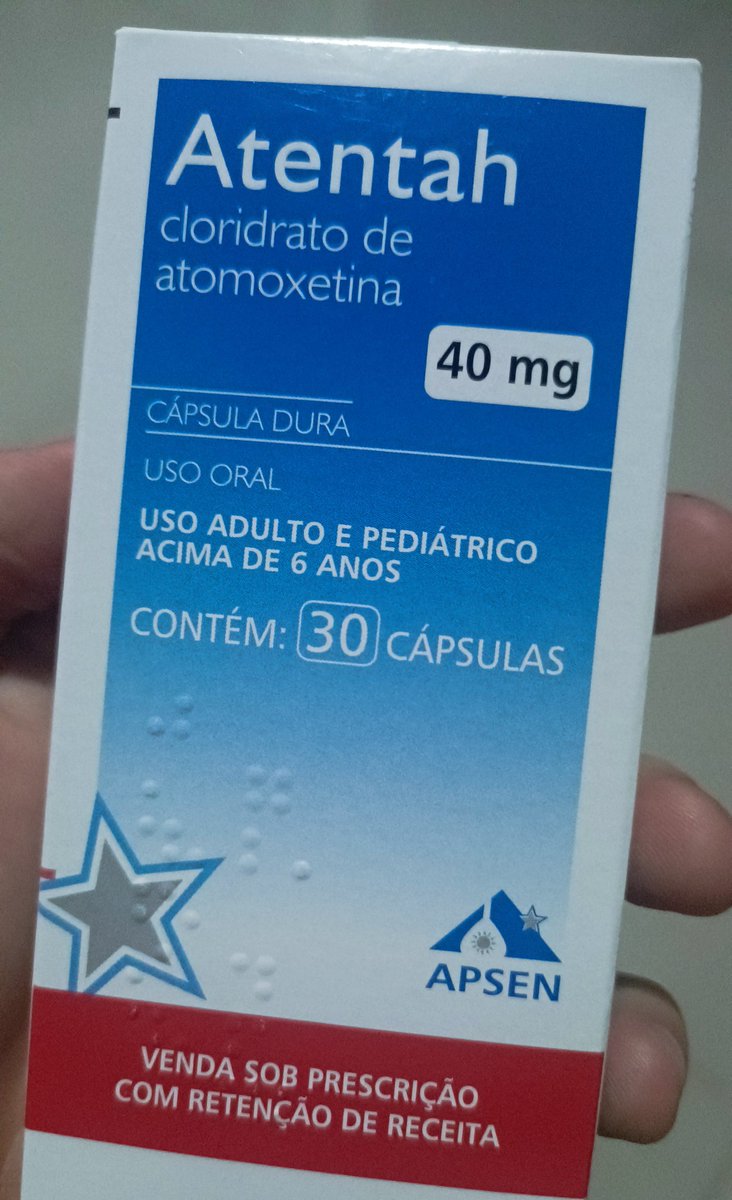 Atentah
cloridrato de
atomoxetina
40 mg
CÁPSULA DURA
USO ORAL
USO ADULTO E PEDIÁTRICO
ACIMA DE 6 ANOS
CONTÉM: 30 CÁPSULAS
APSEN
VENDA SOB PRESCRIÇÃO
COM RETENÇÃO DE RECEITA